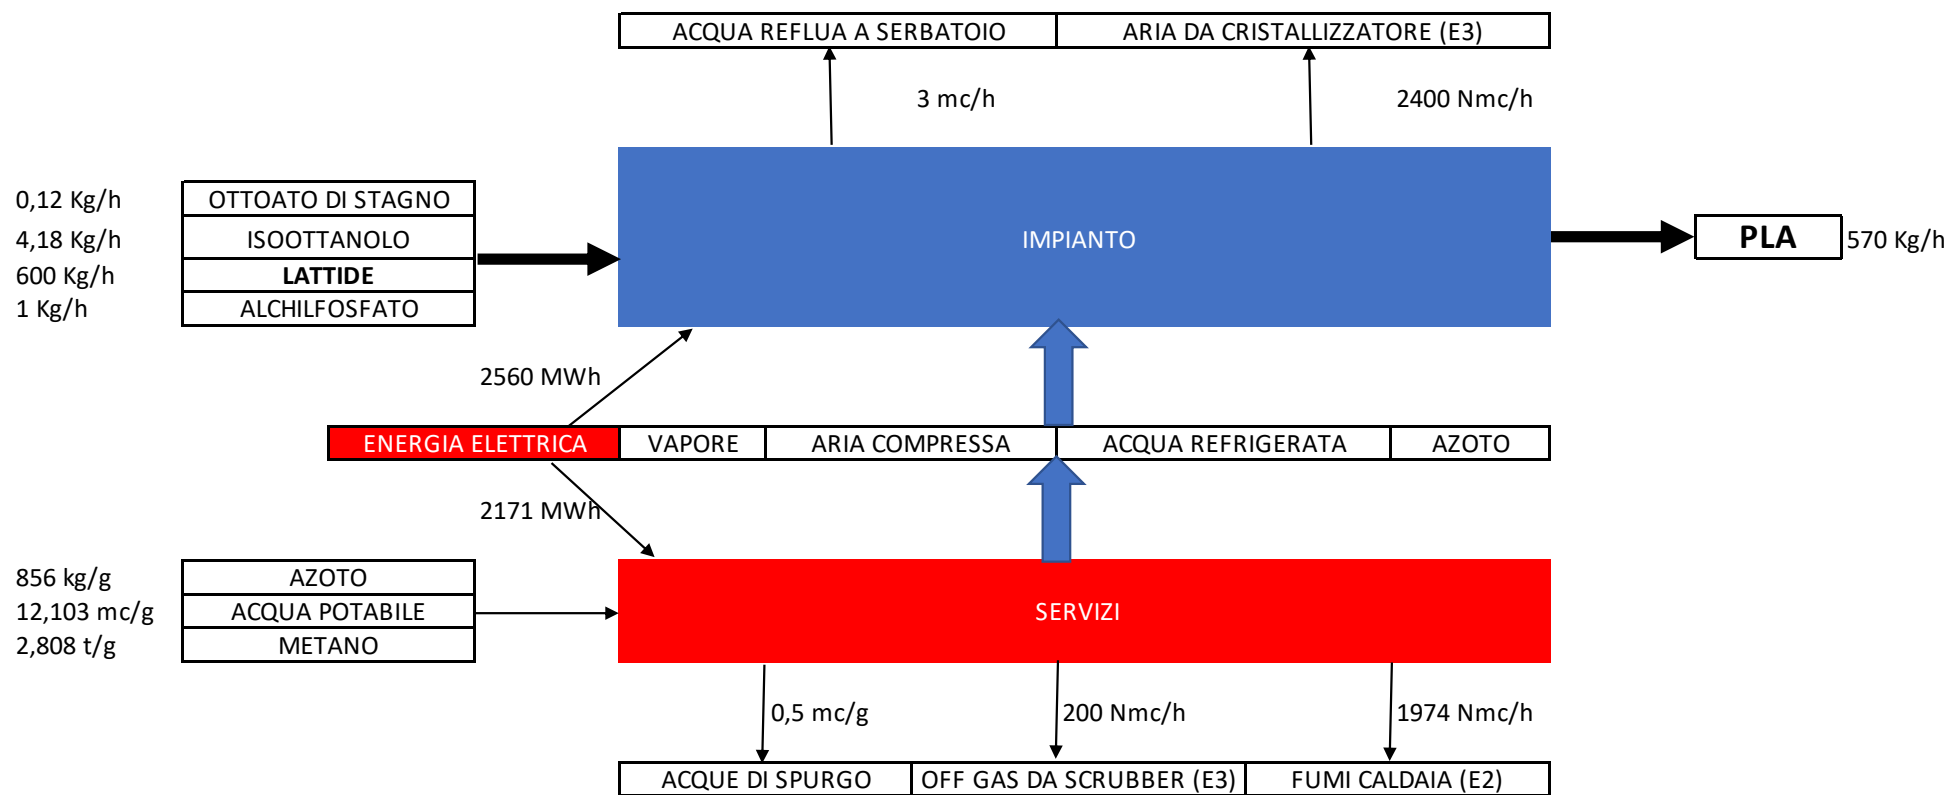 ACQUA REFLUA A SERBATOIO
ARIA DA CRISTALLIZZATORE (E3)
3 mc/h
2400 Nmc/h
0,12 Kg/h
OTTOATO DI STAGNO
4,18 Kg/h
ISOOTTANOLO
600 Kg/h
LATTIDE
1 Kg/h
ALCHILFOSFATO
IMPIANTO
PLA
570 Kg/h
2560 MWh
ENERGIA ELETTRICA
VAPORE
ARIA COMPRESSA
ACQUA REFRIGERATA
AZOTO
2171 MWh
856 kg/g
AZOTO
12,103 mc/g
ACQUA POTABILE
2,808 t/g
METANO
SERVIZI
0,5 mc/g
200 Nmc/h
1974 Nmc/h
ACQUE DI SPURGO
OFF GAS DA SCRUBBER (E3)
FUMI CALDAIA (E2)